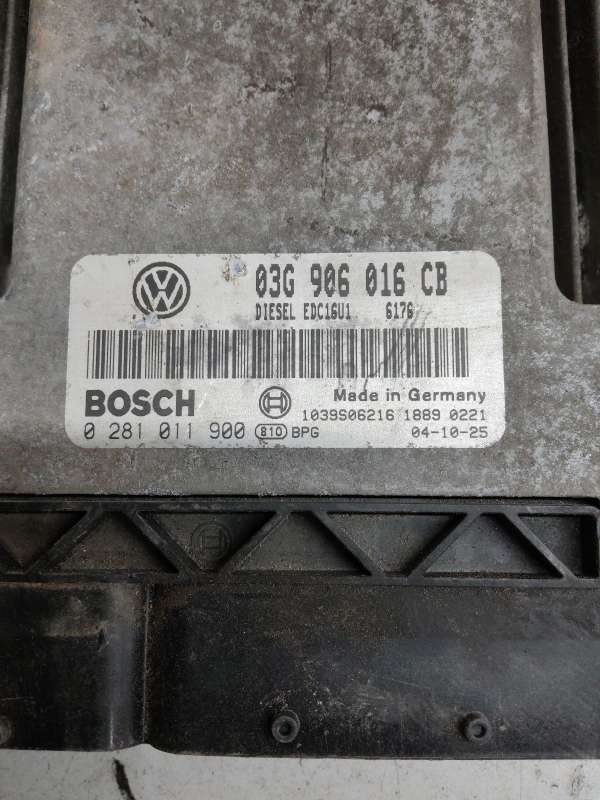 03G 906 016 CB
DIESEL EDC16U1 6176
BOSCH
Made in Germany
1039S06216 1889 0221
0 281 011 900 810 BPG 04-10-25